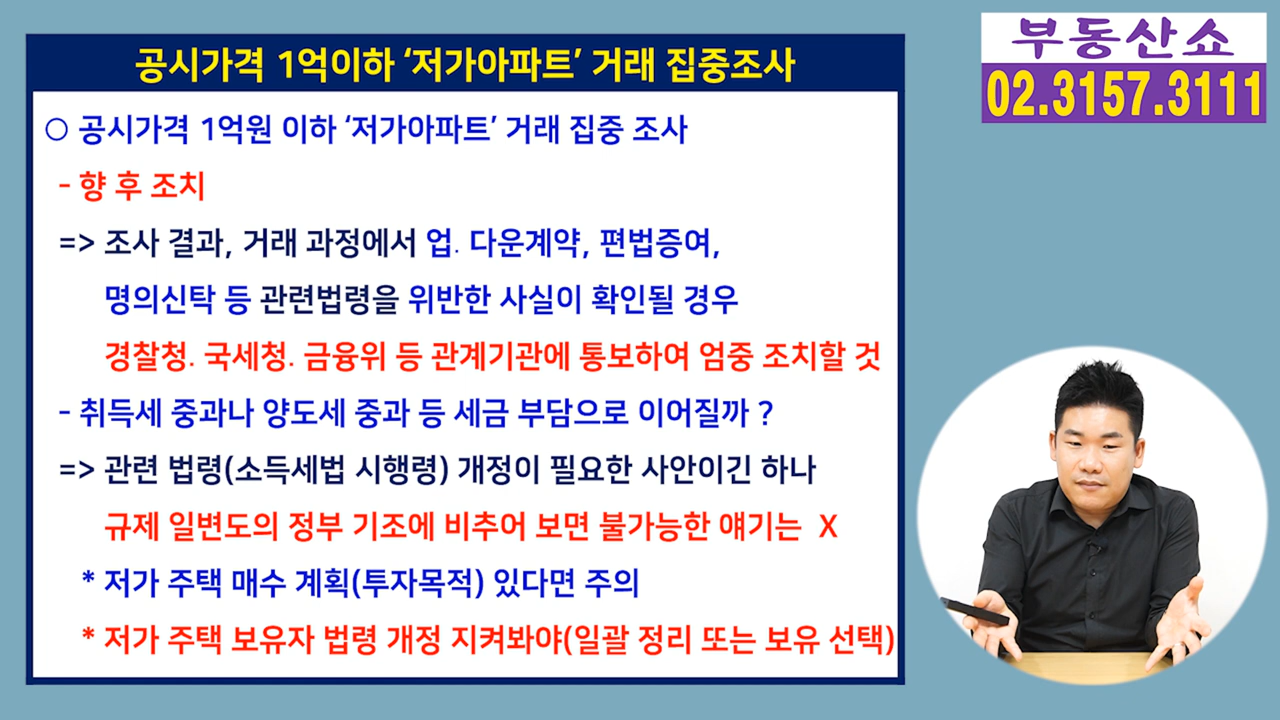 공시가격 1억이하 ‘저가아파트’ 거래 집중조사
부동산쇼
02.3157.3111
○ 공시가격 1억원 이하 ‘저가아파트’ 거래 집중 조사
- 향 후 조치
=> 조사 결과, 거래 과정에서 업. 다운계약, 편법증여,
명의신탁 등 관련법령을 위반한 사실이 확인될 경우
경찰청. 국세청. 금융위 등 관계기관에 통보하여 엄중 조치할 것
- 취득세 중과나 양도세 중과 등 세금 부담으로 이어질까 ?
=> 관련 법령(소득세법 시행령) 개정이 필요한 사안이긴 하나
규제 일변도의 정부 기조에 비추어 보면 불가능한 얘기는 X
* 저가 주택 매수 계획(투자목적) 있다면 주의
* 저가 주택 보유자 법령 개정 지켜봐야(일괄 정리 또는 보유 선택)